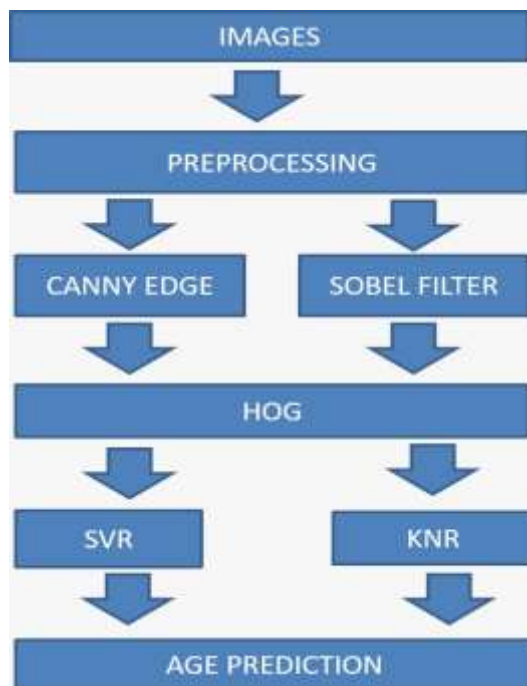 IMAGES
PREPROCESSING
CANNY EDGE
SOBEL FILTER
HOG
SVR
KNR
AGE PREDICTION